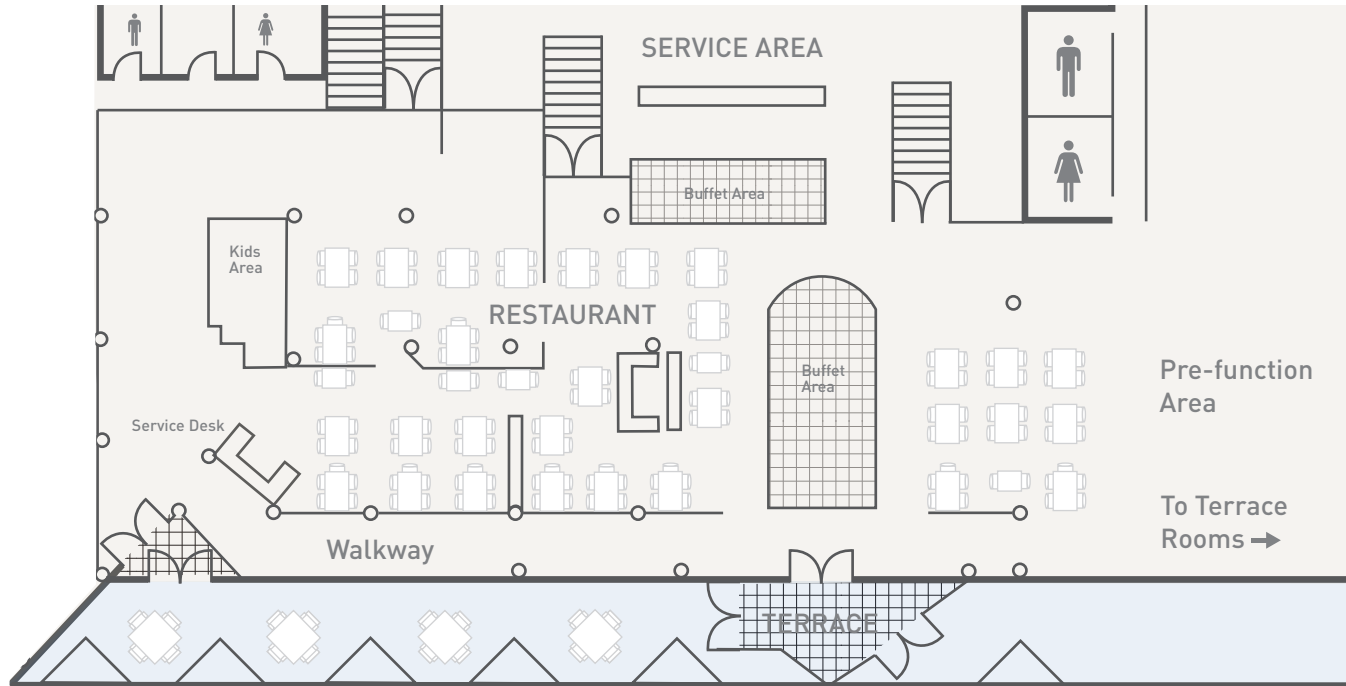 SERVICE AREA
Buffet Area
Kids
Area
RESTAURANT
Buffet
Area
Pre-function
Area
Service Desk
To Terrace
Rooms
Walkway
TERRACE